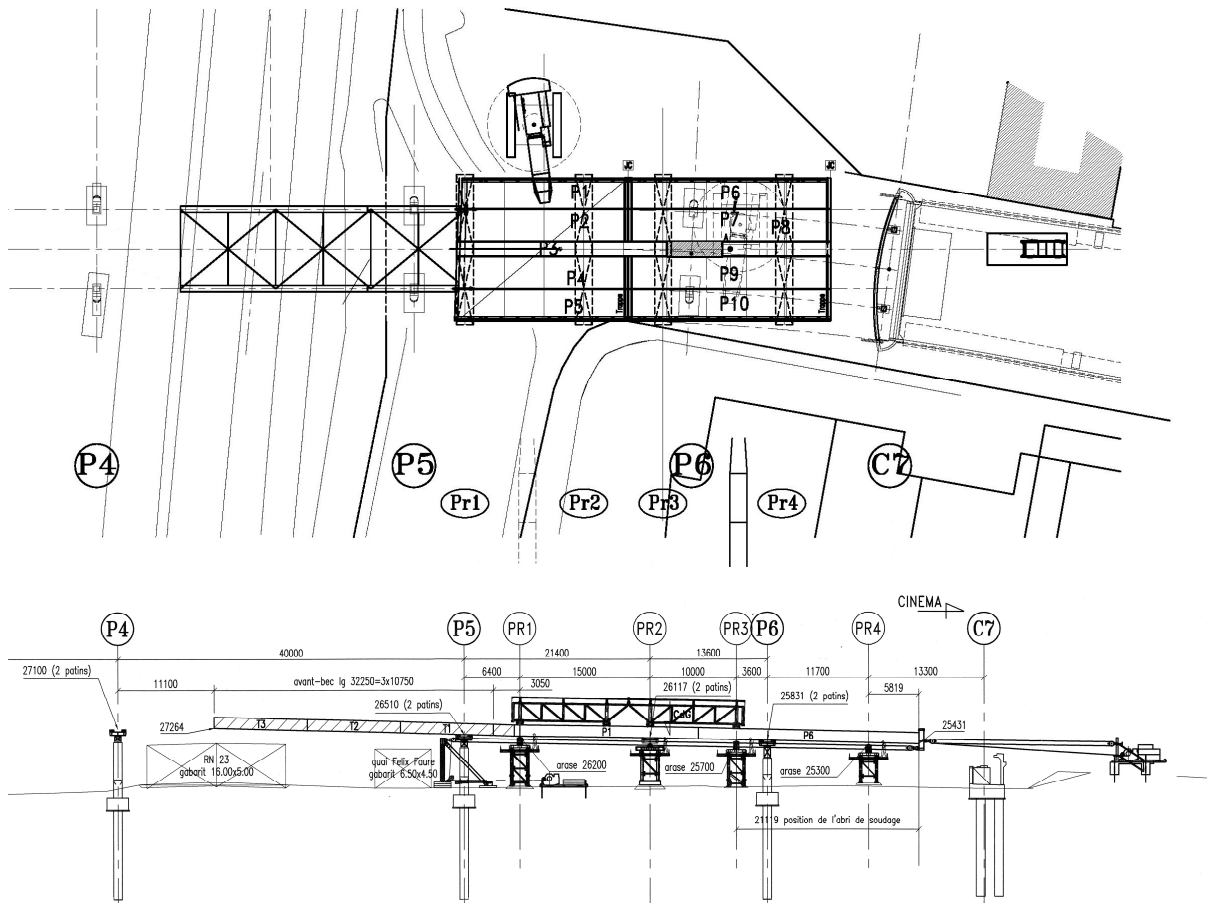 JC
JC
P1
P6
P2
P7
P8
P3
P4
P9
P5
Trappe
P10
Trappe
P4
P5
P6
C7
Pr1
Pr2
Pr3
Pr4
CINEMA
P4
P5
PR1
PR2
PR3
P6
PR4
C7
40000
21400
13600
27100 (2 patins)
6400
15000
10000
3600
11700
13300
11100
avant-bec lg 32250=3x10750
3050
26117 (2 patins)
25831 (2 patins)
5819
26510 (2 patins)
27264
CdG
25431
T3
T2
T1
P1
P6
RN 23
gabarit 16.00x5.00
quai Felix Faure
gabarit 6.50x4.50
arase 26200
arase 25700
arase 25300
21119 position de l'abri de soudage